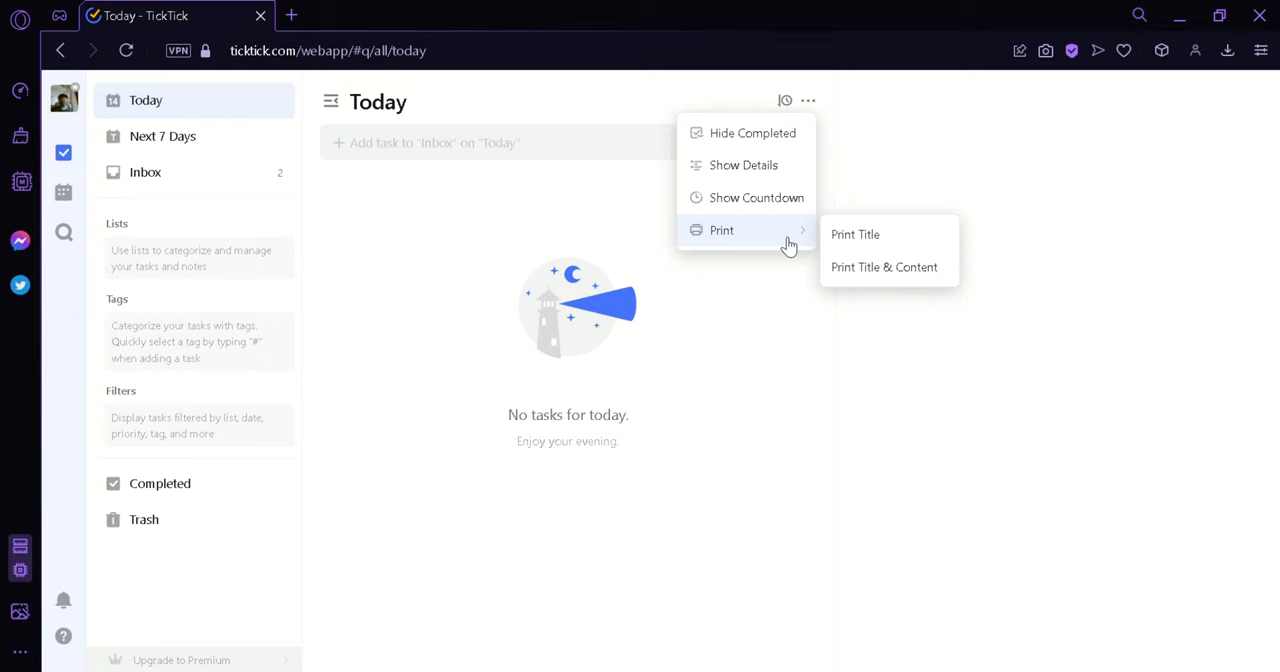 Today - TickTick
VPN
ticktick.com/webapp/#q/all/today
14 Today
T Next 7 Days
Inbox 2
Lists
Use lists to categorize and manage
your tasks and notes
Tags
Categorize your tasks with tags.
Quickly select a tag by typing "#"
when adding a task
Filters
Display tasks filtered by list, date,
priority, tag, and more
Completed
Trash
Upgrade to Premium
Today
+ Add task to "Inbox" on "Today"
Hide Completed
Show Details
Show Countdown
Print
Print Title
Print Title & Content
No tasks for today.
Enjoy your evening.